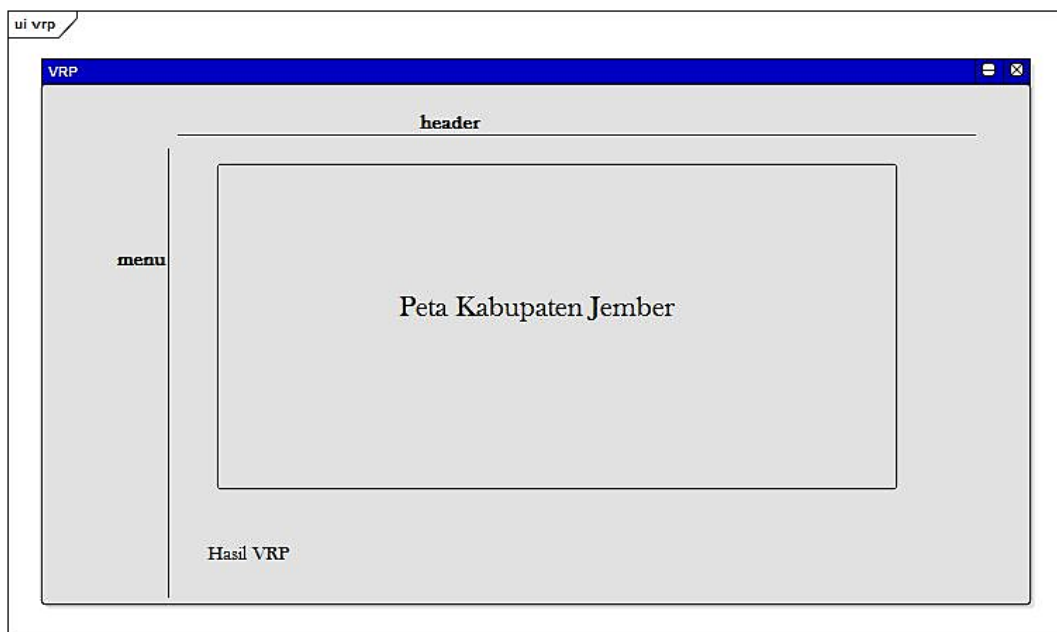 ui vrp
VRP
header
menu
Peta Kabupaten Jember
Hasil VRP